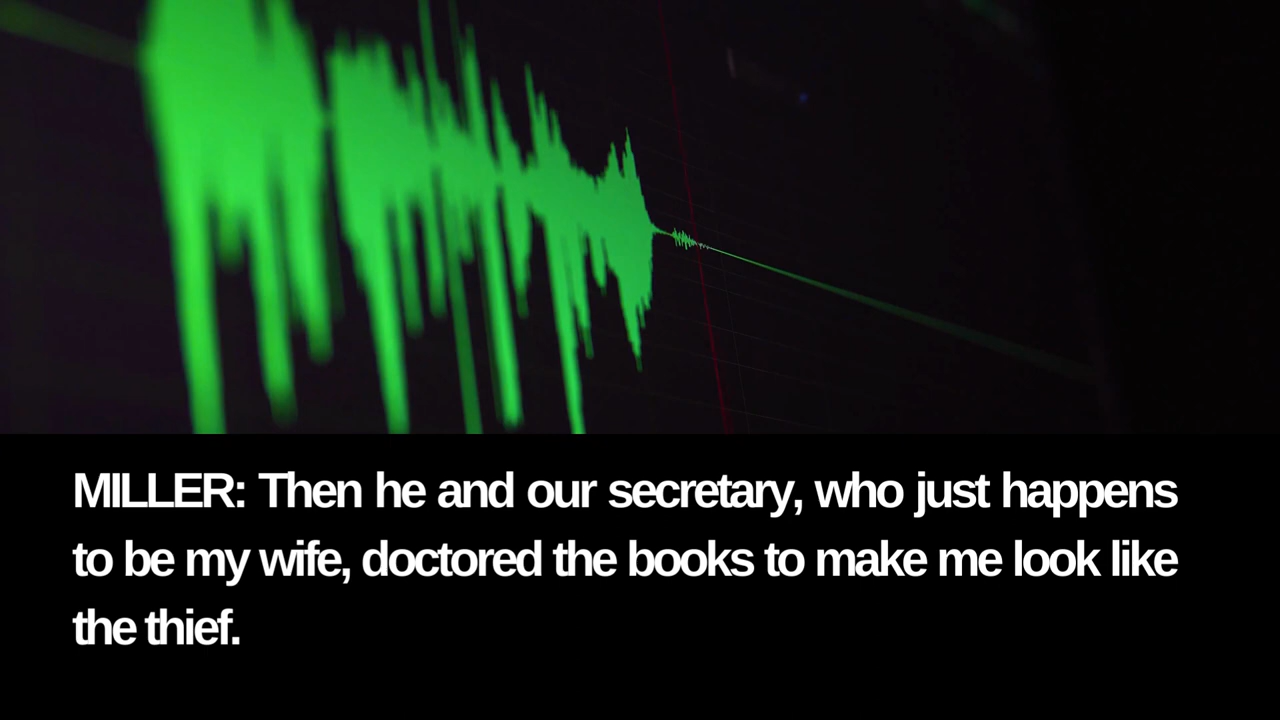 MILLER: Then he and our secretary, who just happens
to be my wife, doctored the books to make me look like
the thief.